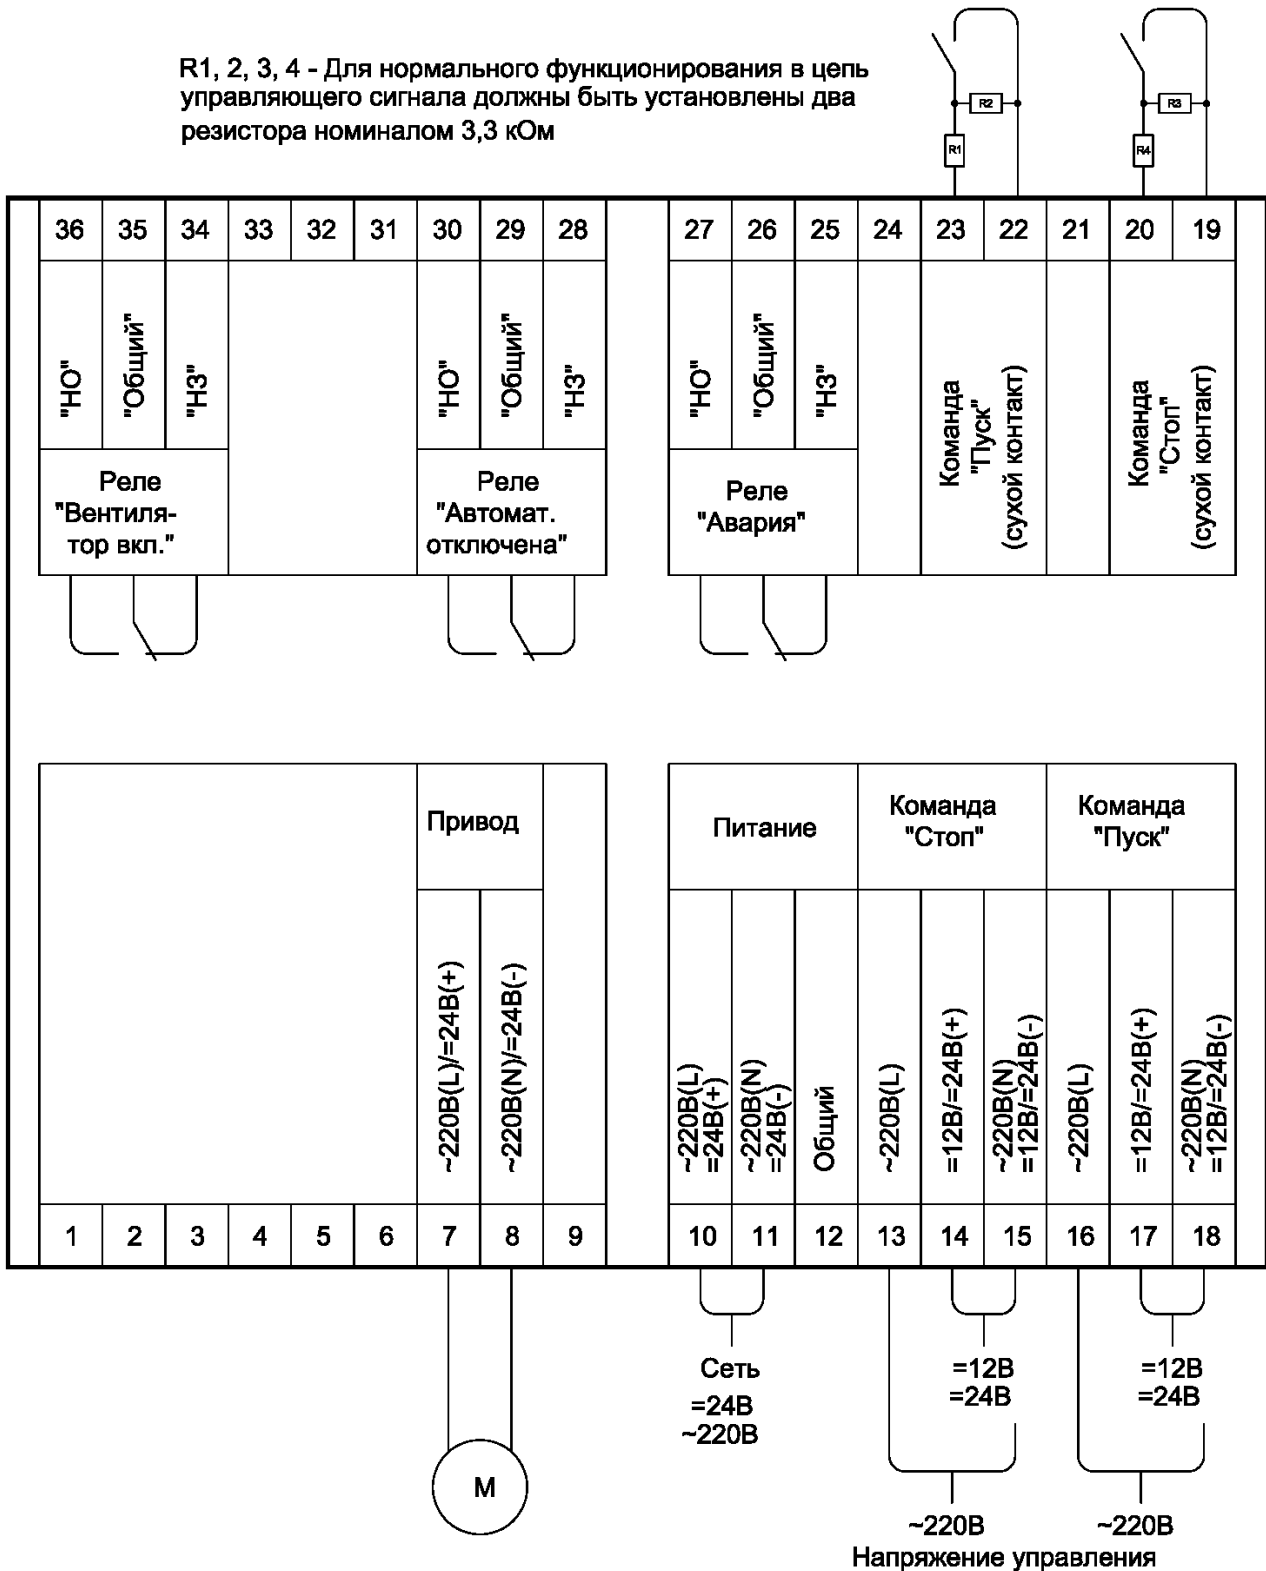 R1, 2, 3, 4 - Для нормального функционирования в цепь
управляющего сигнала должны быть установлены два
резистора номиналом 3,3 кОм
R2
R1
R3
R4
36 35 34 33 32 31 30 29 28 27 26 25 24 23 22 21 20 19
"НО"
"Общий"
"НЗ"
"НО"
"Общий"
"НЗ"
"НО"
"Общий"
"НЗ"
Команда
"Пуск"
(сухой контакт)
Команда
"Стоп"
(сухой контакт)
Реле
"Вентиля-
тор вкл."
Реле
"Автомат.
отключена"
Реле
"Авария"
Привод
Питание
Команда
"Стоп"
Команда
"Пуск"
~220В(L)/=24В(+)
~220В(N)/=24В(-)
~220В(L)
=24В(+)
~220В(N)
=24В(-)
Общий
~220В(L)
=12В/=24В(+)
~220В(N)
=12В/=24В(-)
~220В(L)
=12В/=24В(+)
~220В(N)
=12В/=24В(-)
1 2 3 4 5 6 7 8 9 10 11 12 13 14 15 16 17 18
Сеть
=24В
~220В
=12В
=24В
=12В
=24В
М
~220В
~220В
Напряжение управления